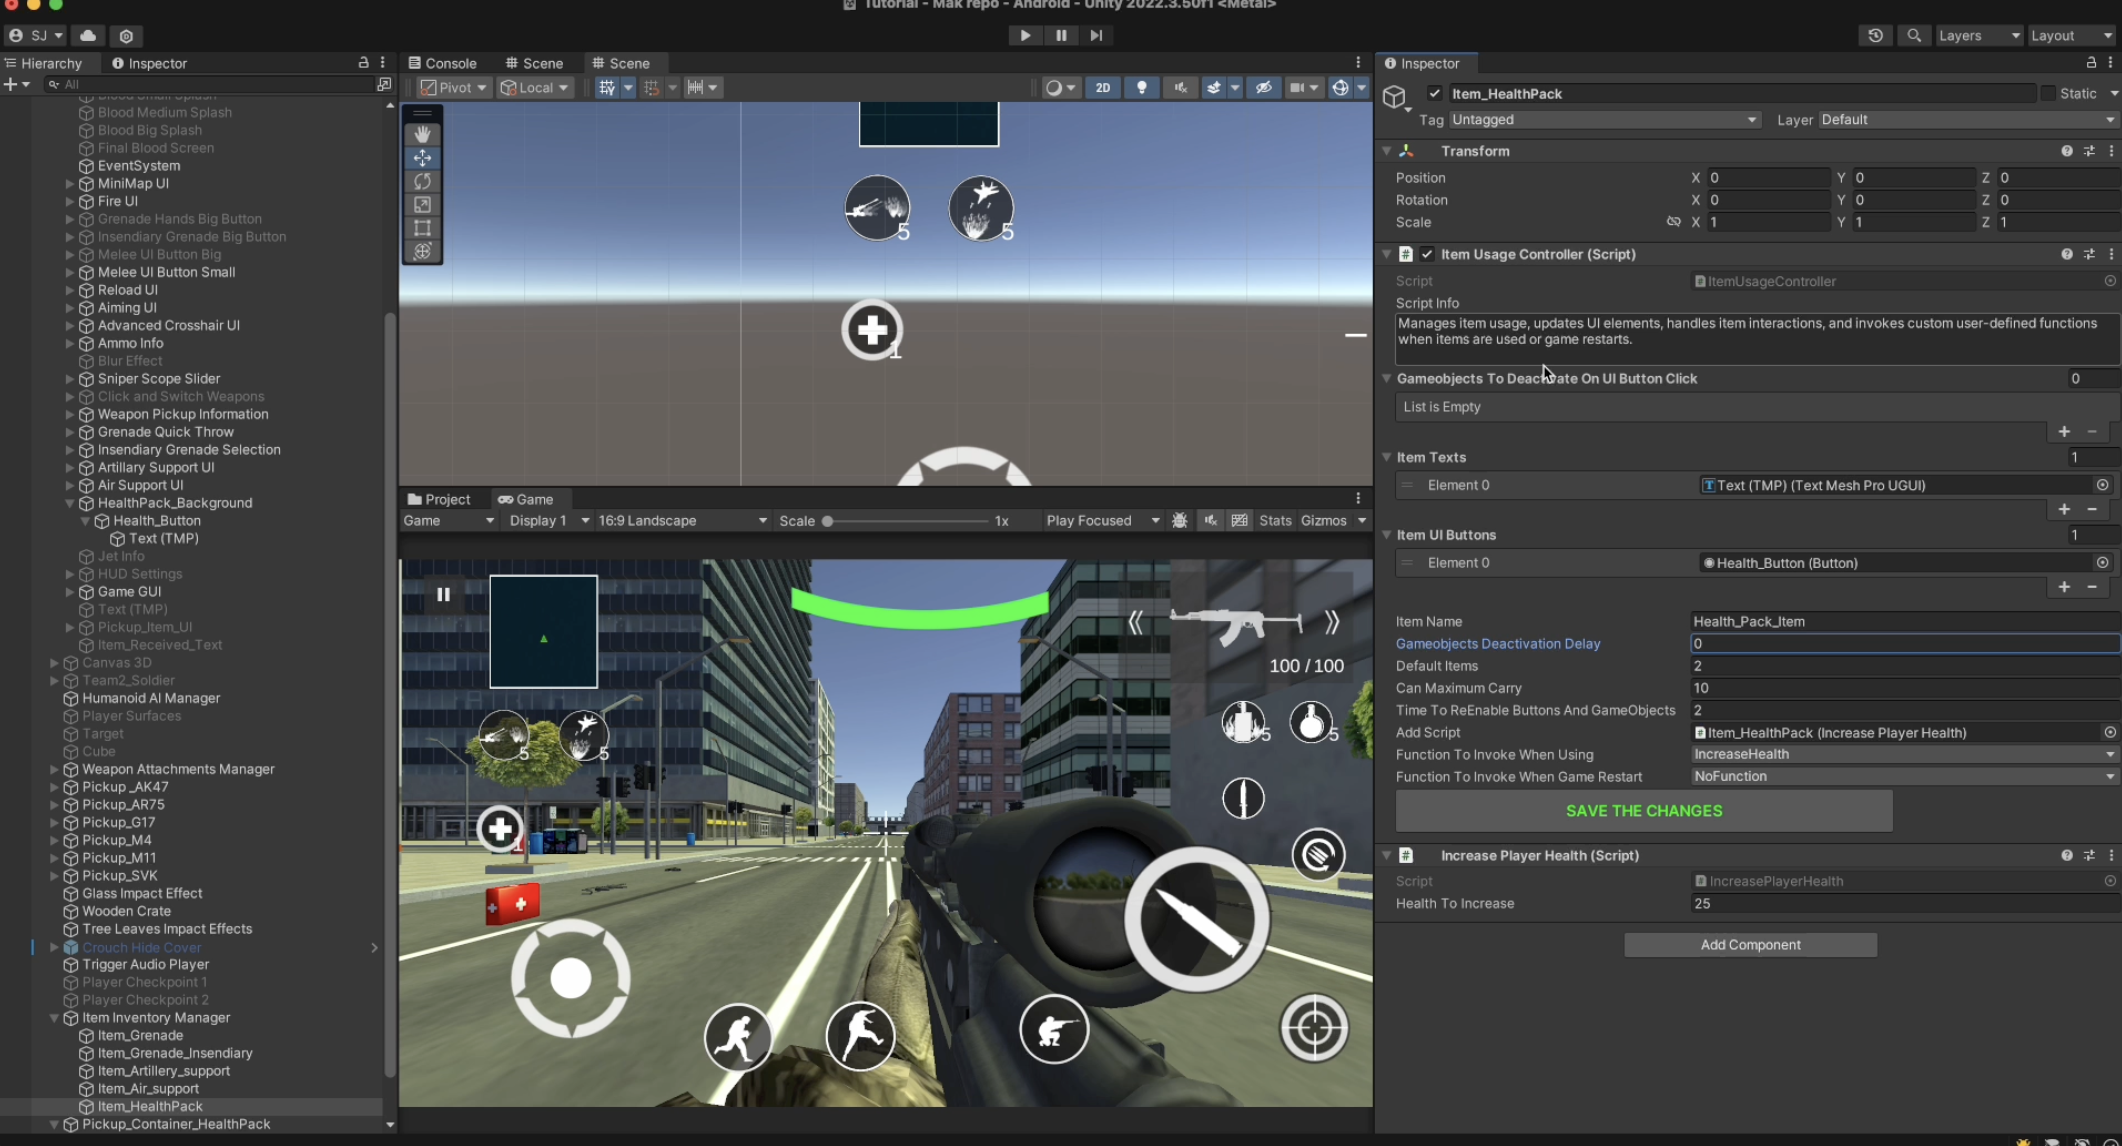 Tutorial - Mak repo - Android - Unity 2022.3.50f1 <Metal>
SJ
Layers
Layout
Hierarchy
Inspector
All
Blood Small Splash
Blood Medium Splash
Blood Big Splash
Final Blood Screen
EventSystem
MiniMap UI
Fire UI
Grenade Hands Big Button
Insendiary Grenade Big Button
Melee UI Button Big
Melee UI Button Small
Reload UI
Aiming UI
Advanced Crosshair UI
Ammo Info
Blur Effect
Sniper Scope Slider
Click and Switch Weapons
Weapon Pickup Information
Grenade Quick Throw
Insendiary Grenade Selection
Artillary Support UI
Air Support UI
HealthPack_Background
Health_Button
Text (TMP)
Jet Info
HUD Settings
Game GUI
Text (TMP)
Pickup_Item_UI
Item_Received_Text
Canvas 3D
Team2_Soldier
Humanoid AI Manager
Player Surfaces
Target
Cube
Weapon Attachments Manager
Pickup _AK47
Pickup_AR75
Pickup_G17
Pickup_M4
Pickup_M11
Pickup_SVK
Glass Impact Effect
Wooden Crate
Tree Leaves Impact Effects
Crouch Hide Cover
Trigger Audio Player
Player Checkpoint 1
Player Checkpoint 2
Item Inventory Manager
Item_Grenade
Item_Grenade_Insendiary
Item_Artillery_support
Item_Air_support
Item_HealthPack
Pickup_Container_HealthPack
Console
Scene
Scene
Pivot
Local
2D
5
5
1
Project
Game
Game
Display 1
16:9 Landscape
Scale
1x
Play Focused
Stats
Gizmos
100 / 100
5
5
5
5
1
Inspector
Item_HealthPack
Static
Tag Untagged
Layer Default
Transform
Position X 0 Y 0 Z 0
Rotation X 0 Y 0 Z 0
Scale X 1 Y 1 Z 1
Item Usage Controller (Script)
Script ItemUsageController
Script Info
Manages item usage, updates UI elements, handles item interactions, and invokes custom user-defined functions
when items are used or game restarts.
Gameobjects To Deactivate On UI Button Click 0
List is Empty
+ −
Item Texts 1
Element 0 Text (TMP) (Text Mesh Pro UGUI)
+ −
Item UI Buttons 1
Element 0 Health_Button (Button)
+ −
Item Name Health_Pack_Item
Gameobjects Deactivation Delay 0
Default Items 2
Can Maximum Carry 10
Time To ReEnable Buttons And GameObjects 2
Add Script Item_HealthPack (Increase Player Health)
Function To Invoke When Using IncreaseHealth
Function To Invoke When Game Restart NoFunction
SAVE THE CHANGES
Increase Player Health (Script)
Script IncreasePlayerHealth
Health To Increase 25
Add Component